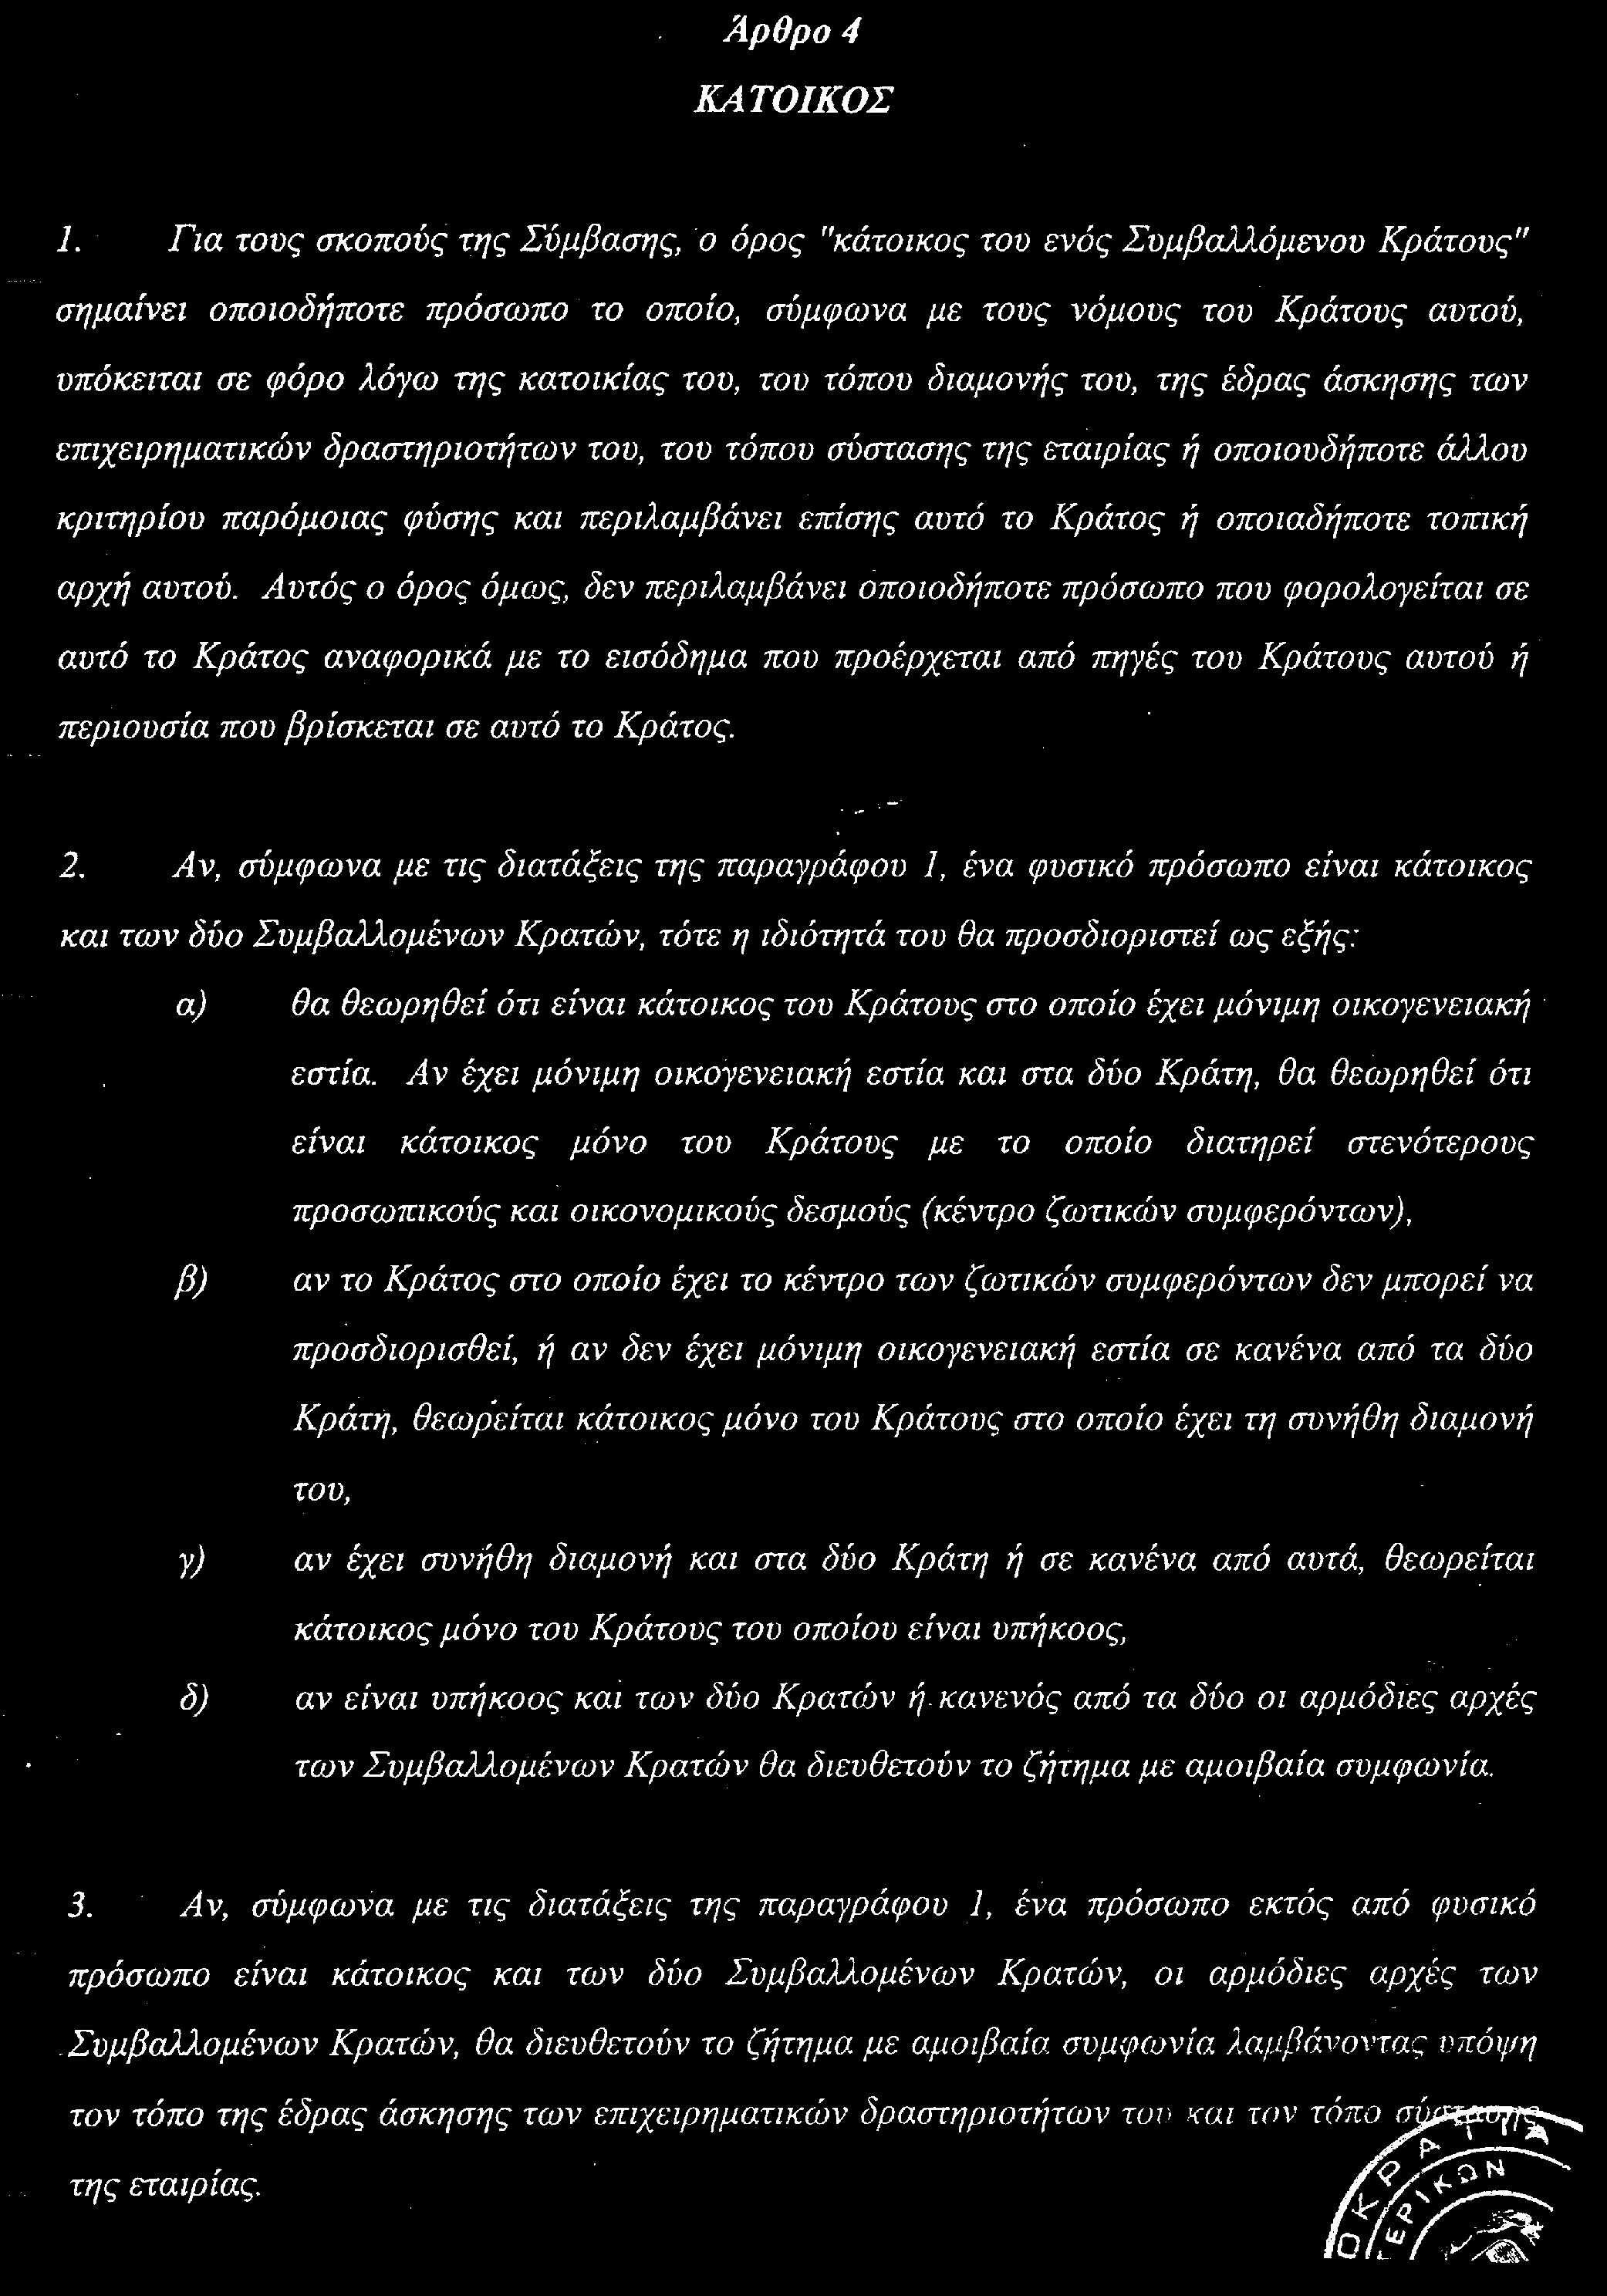 Άρθρο 4
ΚΑΤΟΙΚΟΣ
1. Για τους σκοπούς της Σύμβασης, ο όρος "κάτοικος του ενός Συμβαλλόμενου Κράτους"
σημαίνει οποιοδήποτε πρόσωπο το οποίο, σύμφωνα με τους νόμους του Κράτους αυτού,
υπόκειται σε φόρο λόγω της κατοικίας του, του τόπου διαμονής του, της έδρας άσκησης των
επιχειρηματικών δραστηριοτήτων του, του τόπου σύστασης της εταιρίας ή οποιουδήποτε άλλου
κριτηρίου παρόμοιας φύσης και περιλαμβάνει επίσης αυτό το Κράτος ή οποιαδήποτε τοπική
αρχή αυτού. Αυτός ο όρος όμως, δεν περιλαμβάνει οποιοδήποτε πρόσωπο που φορολογείται σε
αυτό το Κράτος αναφορικά με το εισόδημα που προέρχεται από πηγές του Κράτους αυτού ή
περιουσία που βρίσκεται σε αυτό το Κράτος.
2. Αν, σύμφωνα με τις διατάξεις της παραγράφου 1, ένα φυσικό πρόσωπο είναι κάτοικος
και των δύο Συμβαλλομένων Κρατών, τότε η ιδιότητά του θα προσδιοριστεί ως εξής:
α) θα θεωρηθεί ότι είναι κάτοικος του Κράτους στο οποίο έχει μόνιμη οικογενειακή
εστία. Αν έχει μόνιμη οικογενειακή εστία και στα δύο Κράτη, θα θεωρηθεί ότι
είναι κάτοικος μόνο του Κράτους με το οποίο διατηρεί στενότερους
προσωπικούς και οικονομικούς δεσμούς (κέντρο ζωτικών συμφερόντων),
β) αν το Κράτος στο οποίο έχει το κέντρο των ζωτικών συμφερόντων δεν μπορεί να
προσδιορισθεί, ή αν δεν έχει μόνιμη οικογενειακή εστία σε κανένα από τα δύο
Κράτη, θεωρείται κάτοικος μόνο του Κράτους στο οποίο έχει τη συνήθη διαμονή
του,
γ) αν έχει συνήθη διαμονή και στα δύο Κράτη ή σε κανένα από αυτά, θεωρείται
κάτοικος μόνο του Κράτους του οποίου είναι υπήκοος,
δ) αν είναι υπήκοος και των δύο Κρατών ή κανενός από τα δύο οι αρμόδιες αρχές
των Συμβαλλομένων Κρατών θα διευθετούν το ζήτημα με αμοιβαία συμφωνία.
3. Αν, σύμφωνα με τις διατάξεις της παραγράφου 1, ένα πρόσωπο εκτός από φυσικό
πρόσωπο είναι κάτοικος και των δύο Συμβαλλομένων Κρατών, οι αρμόδιες αρχές των
Συμβαλλομένων Κρατών, θα διευθετούν το ζήτημα με αμοιβαία συμφωνία λαμβάνοντας υπόψη
τον τόπο της έδρας άσκησης των επιχειρηματικών δραστηριοτήτων του και τον τόπο σύστασης
της εταιρίας.